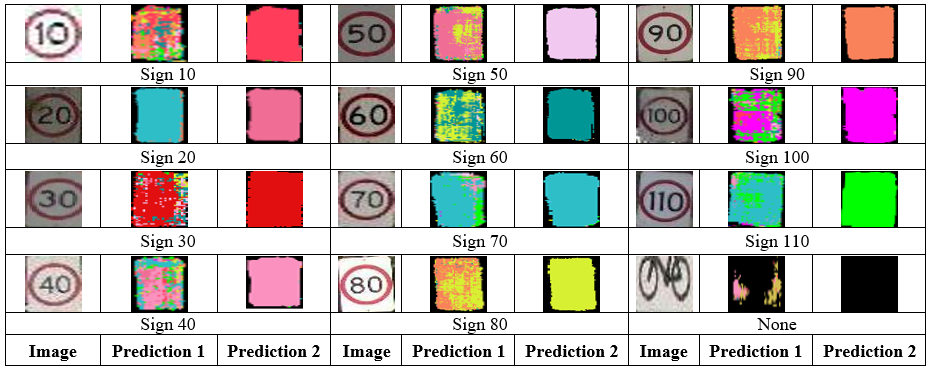 10 50 90
Sign 10 Sign 50 Sign 90
20 60 100
Sign 20 Sign 60 Sign 100
30 70 110
Sign 30 Sign 70 Sign 110
40 80
Sign 40 Sign 80 None
Image Prediction 1 Prediction 2 Image Prediction 1 Prediction 2 Image Prediction 1 Prediction 2